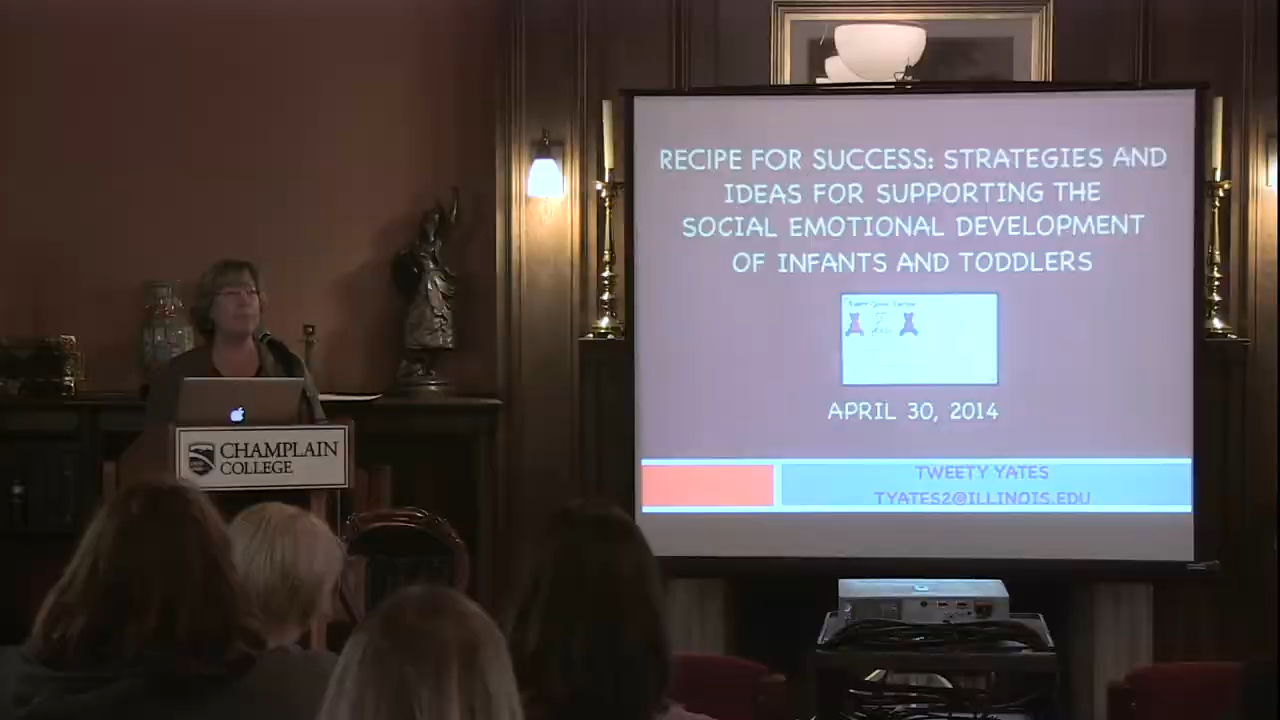 RECIPE FOR SUCCESS: STRATEGIES AND
IDEAS FOR SUPPORTING THE
SOCIAL EMOTIONAL DEVELOPMENT
OF INFANTS AND TODDLERS
APRIL 30, 2014
TWEETY YATES
TYATES2@ILLINOIS.EDU
CHAMPLAIN
COLLEGE